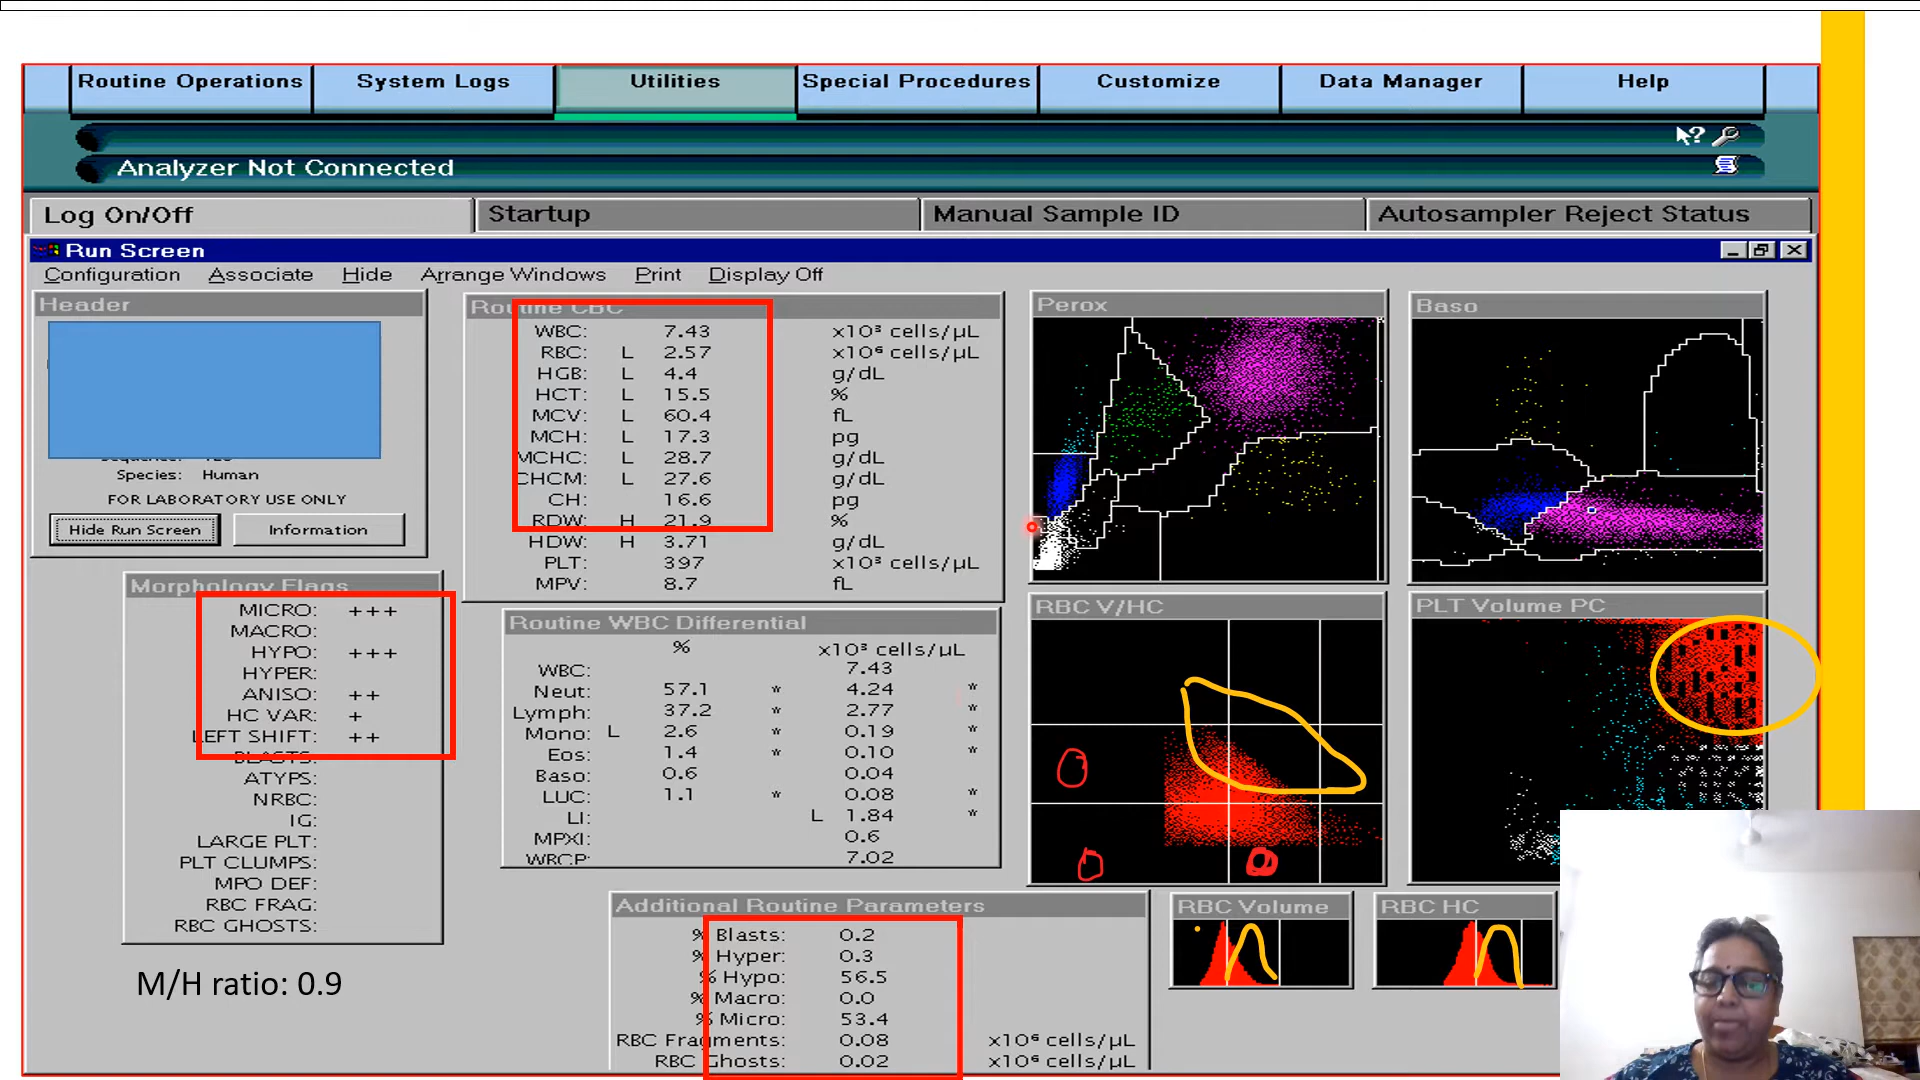 Routine Operations System Logs Utilities Special Procedures Customize Data Manager Help
Analyzer Not Connected
Log On/Off Startup Manual Sample ID Autosampler Reject Status
Run Screen
Configuration Associate Hide Arrange Windows Print Display Off
Header
Species: Human
FOR LABORATORY USE ONLY
Hide Run Screen Information
Routine CBC
WBC: 7.43 x10³ cells/µL
RBC: L 2.57 x10⁶ cells/µL
HGB: L 4.4 g/dL
HCT: L 15.5 %
MCV: L 60.4 fL
MCH: L 17.3 pg
MCHC: L 28.7 g/dL
CHCM: L 27.6 g/dL
CH: 16.6 pg
RDW: H 21.9 %
HDW: H 3.71 g/dL
PLT: 397 x10³ cells/µL
MPV: 8.7 fL
Perox
Baso
Morphology Flags
MICRO: +++
MACRO:
HYPO: +++
HYPER:
ANISO: ++
HC VAR: +
LEFT SHIFT: ++
BLASTS:
ATYPS:
NRBC:
IG:
LARGE PLT:
PLT CLUMPS:
MPO DEF:
RBC FRAG:
RBC GHOSTS:
M/H ratio: 0.9
Routine WBC Differential
% x10³ cells/µL
WBC: 7.43
Neut: 57.1 * 4.24 *
Lymph: 37.2 * 2.77 *
Mono: L 2.6 * 0.19 *
Eos: 1.4 * 0.10 *
Baso: 0.6 0.04
LUC: 1.1 * 0.08 *
LI: L 1.84 *
MPXI: 0.6
WBCP: 7.02
RBC V/HC
PLT Volume PC
Additional Routine Parameters
% Blasts: 0.2
% Hyper: 0.3
% Hypo: 56.5
% Macro: 0.0
% Micro: 53.4
RBC Fragments: 0.08 x10⁶ cells/µL
RBC Ghosts: 0.02 x10⁶ cells/µL
RBC Volume
RBC HC